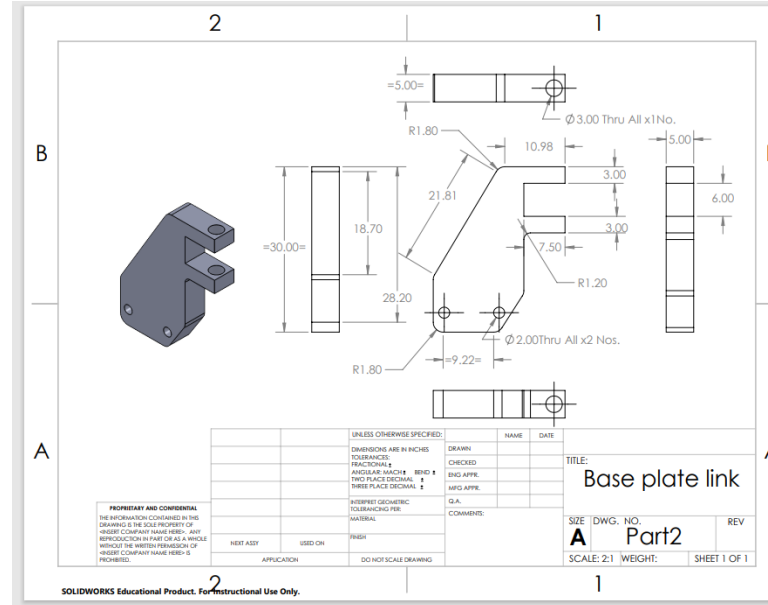 2
1
=5.00=
Ø3.00 Thru All x1No.
R1.80
10.98
5.00
B
3.00
21.81
6.00
18.70
3.00
=30.00=
7.50
R1.20
28.20
Ø2.00Thru All x2 Nos.
=9.22=
R1.80
A
UNLESS OTHERWISE SPECIFIED:
DIMENSIONS ARE IN INCHES
TOLERANCES:
FRACTIONAL±
ANGULAR: MACH± BEND ±
TWO PLACE DECIMAL ±
THREE PLACE DECIMAL ±
INTERPRET GEOMETRIC
TOLERANCING PER:
MATERIAL
FINISH
DO NOT SCALE DRAWING
NAME DATE
DRAWN
CHECKED
ENG APPR.
MFG APPR.
Q.A.
COMMENTS:
TITLE:
Base plate link
SIZE DWG. NO. REV
A Part2
SCALE: 2:1 WEIGHT: SHEET 1 OF 1
PROPRIETARY AND CONFIDENTIAL
THE INFORMATION CONTAINED IN THIS
DRAWING IS THE SOLE PROPERTY OF
<INSERT COMPANY NAME HERE>. ANY
REPRODUCTION IN PART OR AS A WHOLE
WITHOUT THE WRITTEN PERMISSION OF
<INSERT COMPANY NAME HERE> IS
PROHIBITED.
NEXT ASSY USED ON
APPLICATION
2
1
SOLIDWORKS Educational Product. For Instructional Use Only.